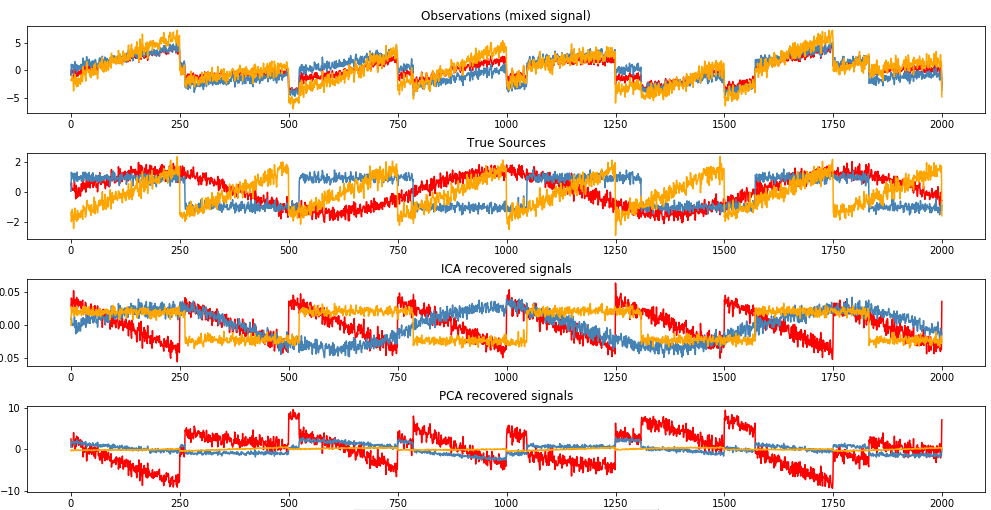 Observations (mixed signal)
5
0
−5
0 250 500 750 1000 1250 1500 1750 2000
True Sources
2
0
−2
0 250 500 750 1000 1250 1500 1750 2000
ICA recovered signals
0.05
0.00
0.05
0 250 500 750 1000 1250 1500 1750 2000
PCA recovered signals
10
0
−10
0 250 500 750 1000 1250 1500 1750 2000